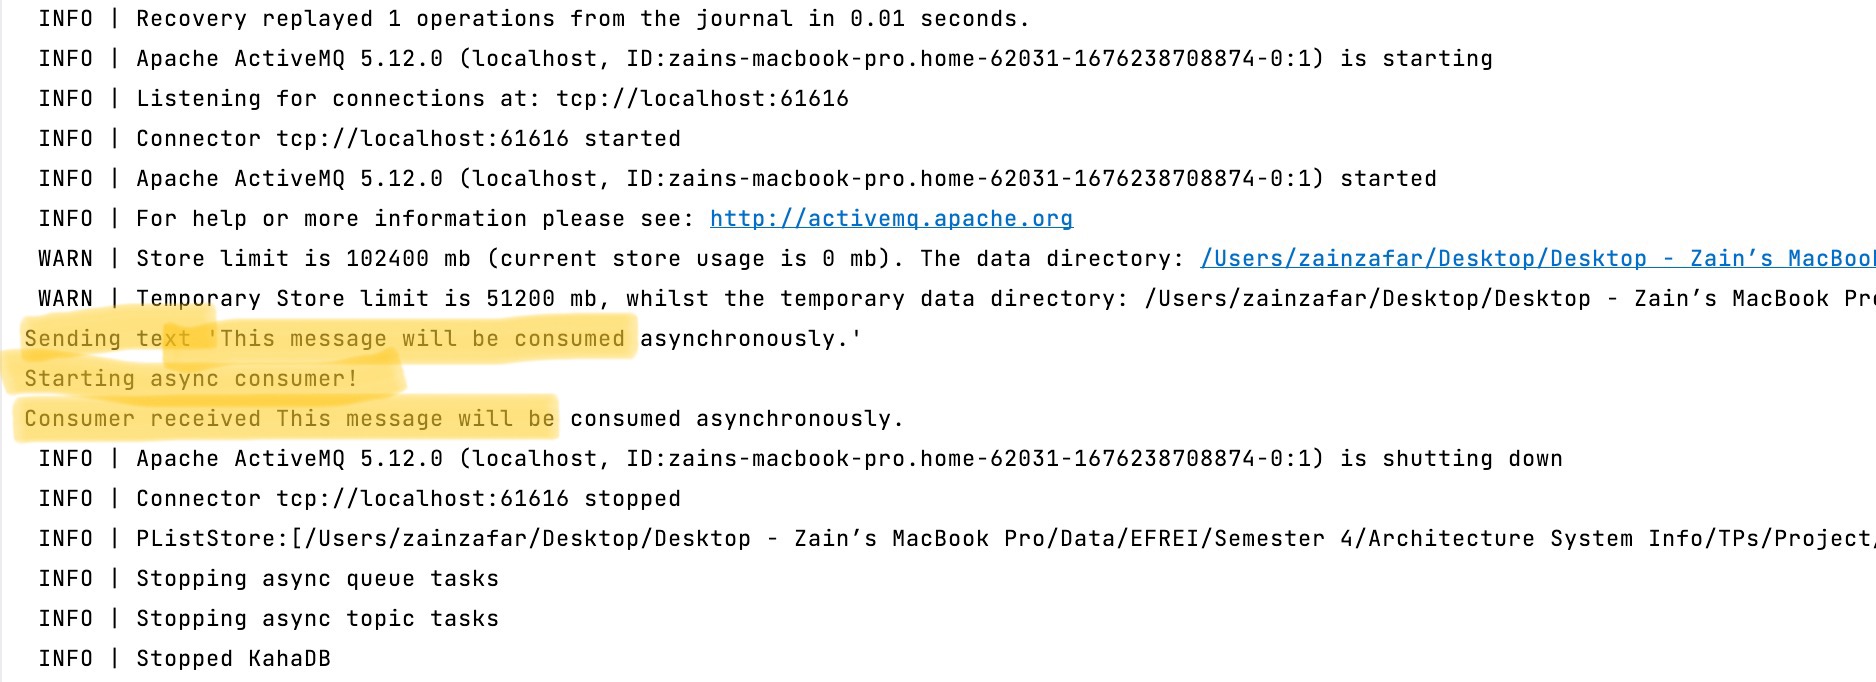 INFO | Recovery replayed 1 operations from the journal in 0.01 seconds.
INFO | Apache ActiveMQ 5.12.0 (localhost, ID:zains-macbook-pro.home-62031-1676238708874-0:1) is starting
INFO | Listening for connections at: tcp://localhost:61616
INFO | Connector tcp://localhost:61616 started
INFO | Apache ActiveMQ 5.12.0 (localhost, ID:zains-macbook-pro.home-62031-1676238708874-0:1) started
INFO | For help or more information please see: http://activemq.apache.org
WARN | Store limit is 102400 mb (current store usage is 0 mb). The data directory: /Users/zainzafar/Desktop/Desktop - Zain’s MacBook
WARN | Temporary Store limit is 51200 mb, whilst the temporary data directory: /Users/zainzafar/Desktop/Desktop - Zain’s MacBook Pro
Sending text 'This message will be consumed asynchronously.'
Starting async consumer!
Consumer received This message will be consumed asynchronously.
INFO | Apache ActiveMQ 5.12.0 (localhost, ID:zains-macbook-pro.home-62031-1676238708874-0:1) is shutting down
INFO | Connector tcp://localhost:61616 stopped
INFO | PListStore:[/Users/zainzafar/Desktop/Desktop - Zain’s MacBook Pro/Data/EFREI/Semester 4/Architecture System Info/TPs/Project/
INFO | Stopping async queue tasks
INFO | Stopping async topic tasks
INFO | Stopped KahaDB